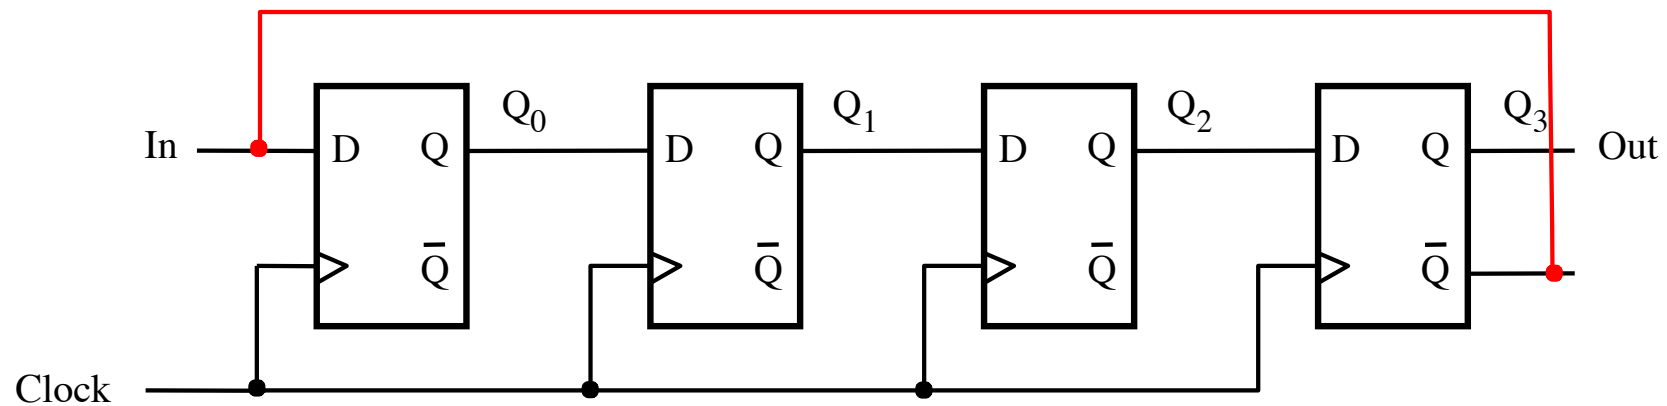 Q₀ Q₁ Q₂ Q₃
In D Q D Q D Q D Q Out
Q̅ Q̅ Q̅ Q̅
Clock